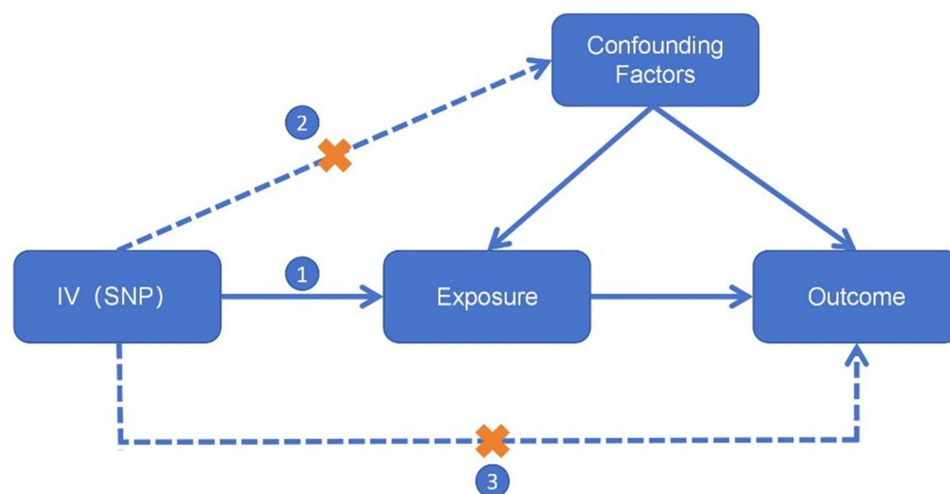 Confounding
Factors
2
1
IV（SNP）
Exposure
Outcome
3